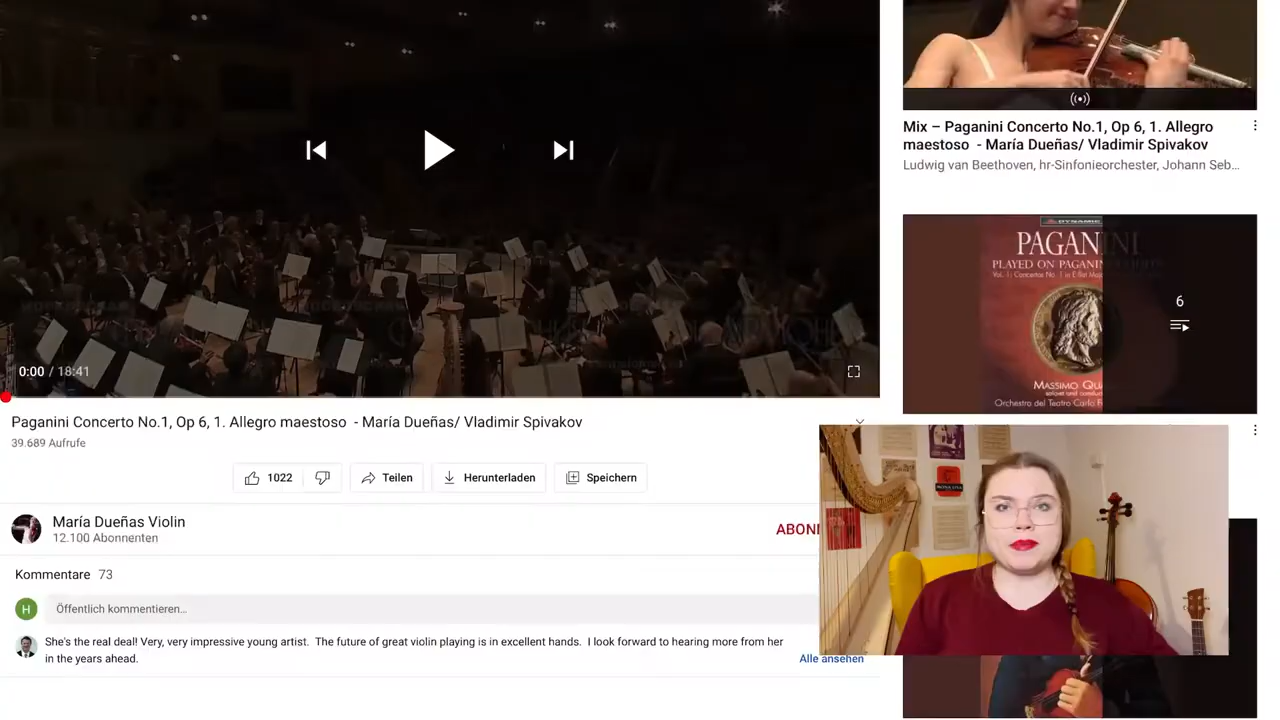 0:00 / 18:41
Paganini Concerto No.1, Op 6, 1. Allegro maestoso - María Dueñas/ Vladimir Spivakov
39.689 Aufrufe
1022
Teilen
Herunterladen
Speichern
María Dueñas Violin
12.100 Abonnenten
ABON
Kommentare 73
H
Öffentlich kommentieren...
She's the real deal! Very, very impressive young artist. The future of great violin playing is in excellent hands. I look forward to hearing more from her
in the years ahead.
Alle ansehen
Mix – Paganini Concerto No.1, Op 6, 1. Allegro
maestoso - María Dueñas/ Vladimir Spivakov
Ludwig van Beethoven, hr-Sinfonieorchester, Johann Seb...
DYNAMIC
PAGANINI
PLAYED ON PAGANINI'S
6
MASSIMO QUA
Orchestra del Teatro Carlo F